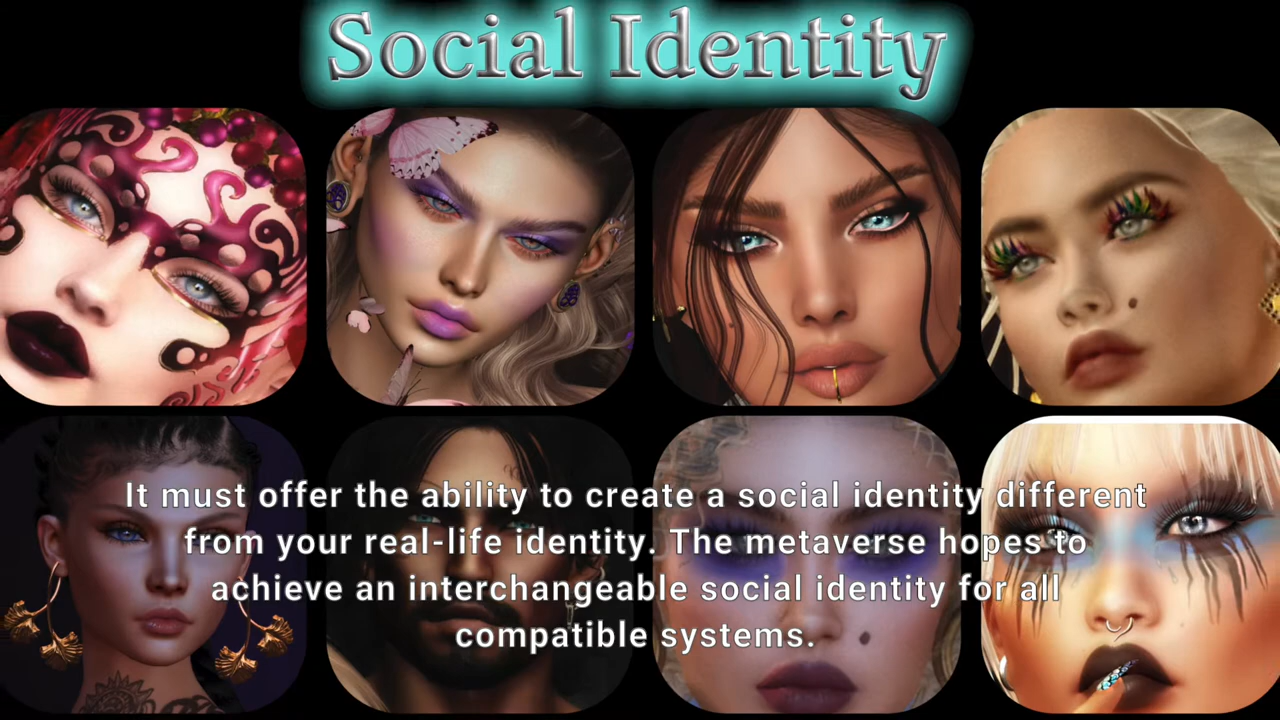 Social Identity
It must offer the ability to create a social identity different
from your real-life identity. The metaverse hopes to
achieve an interchangeable social identity for all
compatible systems.